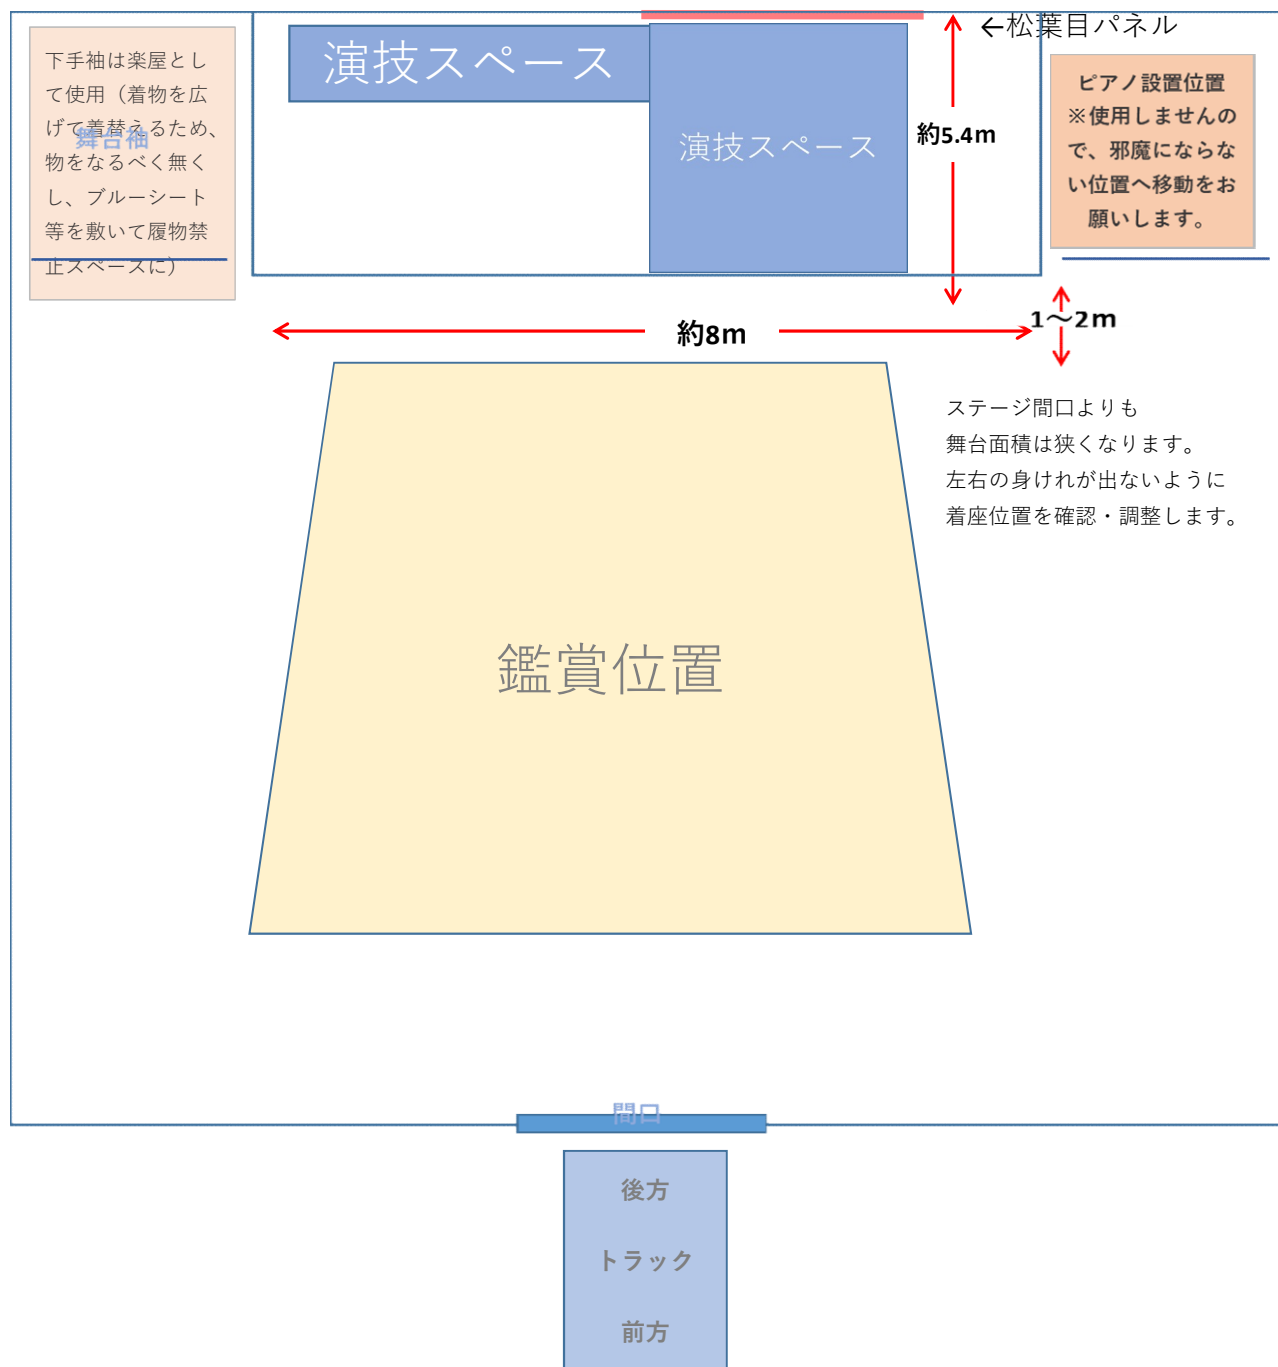 ←松葉目パネル
演技スペース
下手袖は楽屋とし
て使用（着物を広
げて着替えるため、
物をなるべく無く
し、ブルーシート
等を敷いて履物禁
止スペースに）
舞台袖
演技スペース
約5.4m
ピアノ設置位置
※使用しませんの
で、邪魔にならな
い位置へ移動をお
願いします。
約8m
1～2m
ステージ間口よりも
舞台面積は狭くなります。
左右の身けれが出ないように
着座位置を確認・調整します。
鑑賞位置
間口
後方
トラック
前方